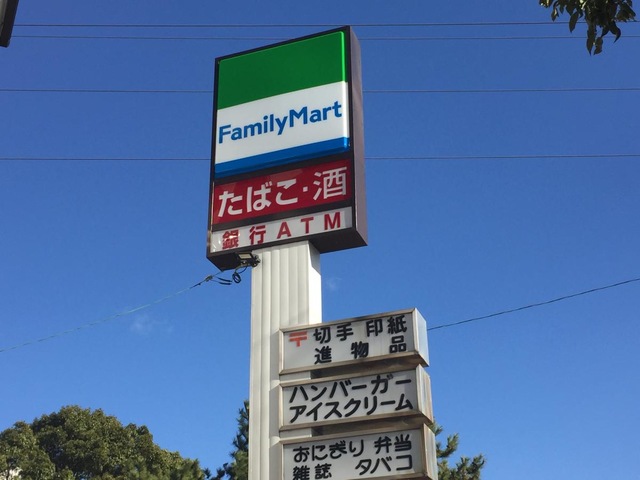 FamilyMart
たばこ・酒
銀行ATM
〒切手 印紙
進物品
ハンバーガー
アイスクリーム
おにぎり 弁当
雑誌 タバコ